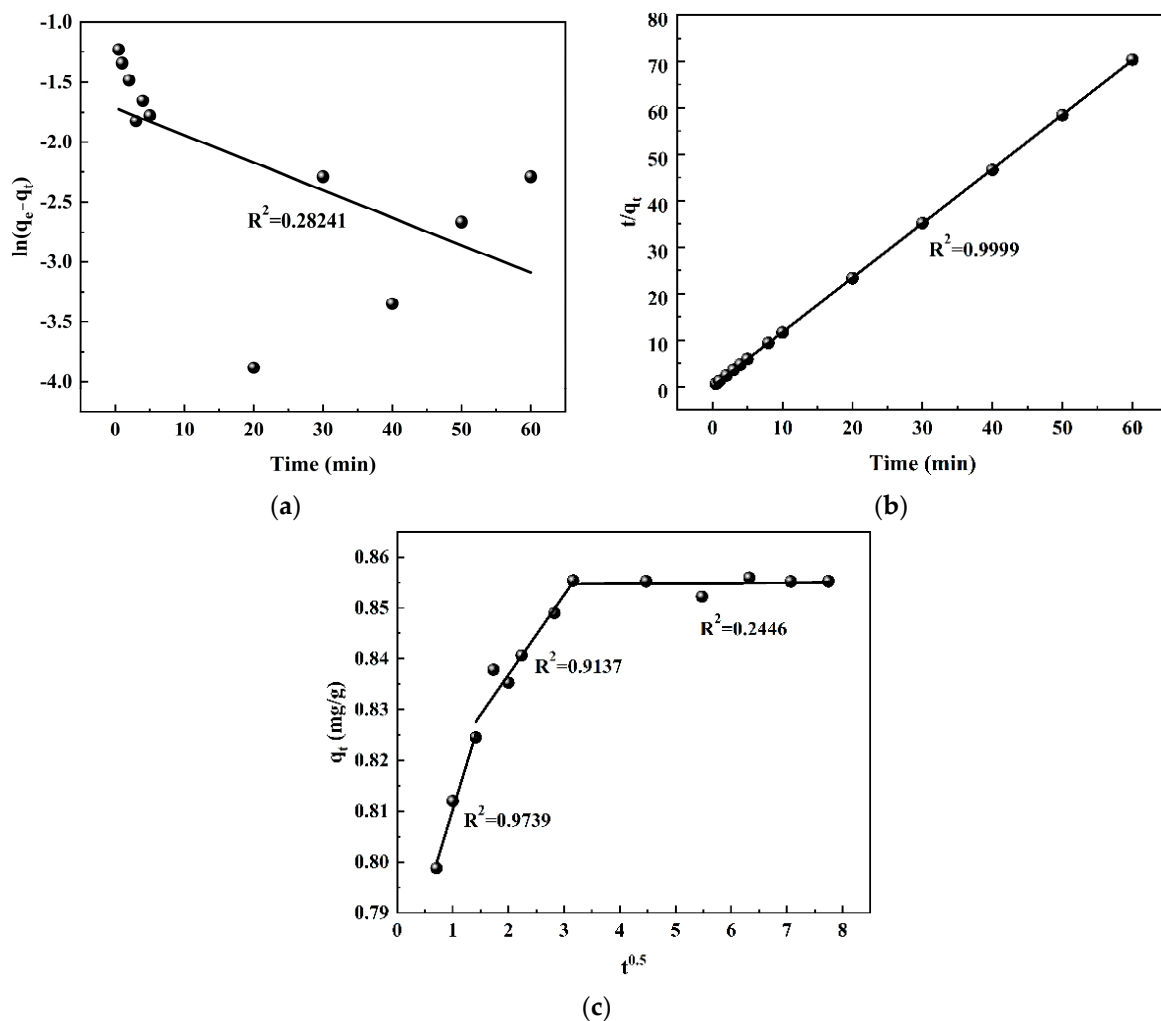 -1.0
-1.5
-2.0
-2.5
-3.0
-3.5
-4.0
ln(qₑ-qₜ)
R²=0.28241
0 10 20 30 40 50 60
Time (min)
(a)
80
70
60
50
40
30
20
10
0
t/qₜ
R²=0.9999
0 10 20 30 40 50 60
Time (min)
(b)
0.86
0.85
0.84
0.83
0.82
0.81
0.80
0.79
qₜ (mg/g)
R²=0.2446
R²=0.9137
R²=0.9739
0 1 2 3 4 5 6 7 8
t⁰·⁵
(c)